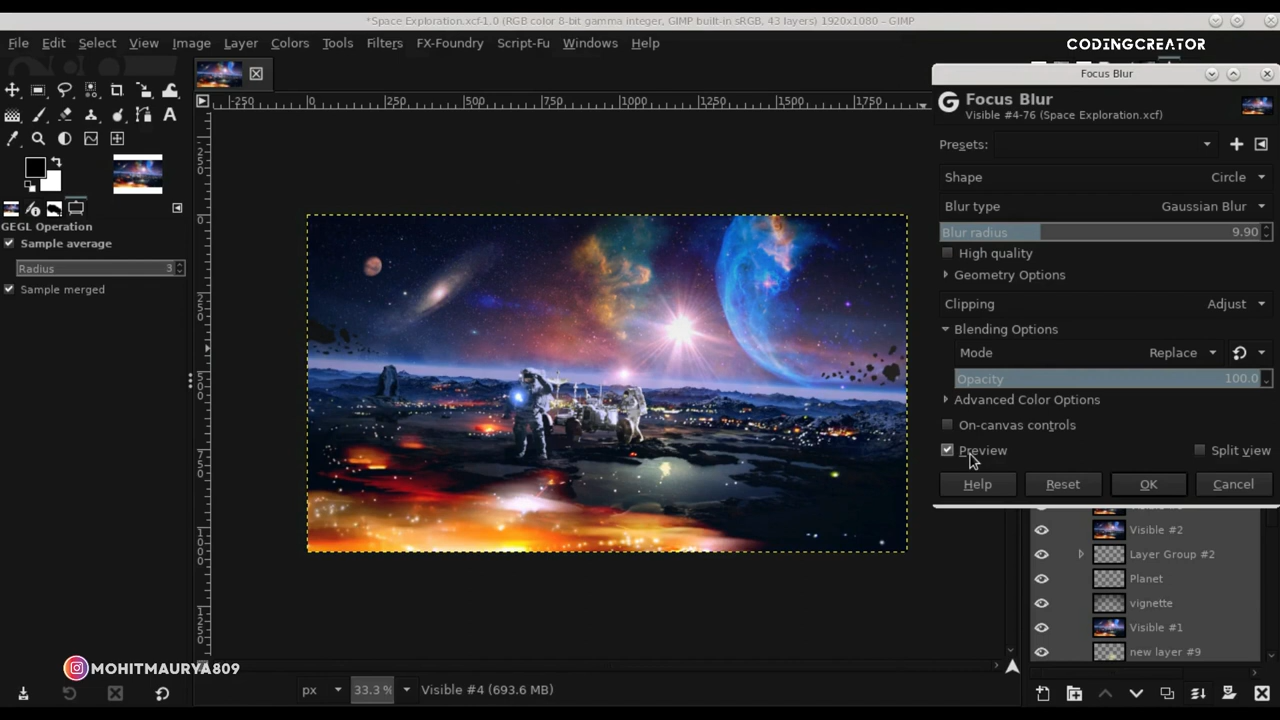 *Space Exploration.xcf-1.0 (RGB color 8-bit gamma integer, GIMP built-in sRGB, 43 layers) 1920x1080 – GIMP
File Edit Select View Image Layer Colors Tools Filters FX-Foundry Script-Fu Windows Help
CODINGCREATOR
Focus Blur
Focus Blur
Visible #4-76 (Space Exploration.xcf)
-250 0 250 500 750 1000 1250 1500 1750
Presets:
Shape Circle
Blur type Gaussian Blur
Blur radius 9.90
High quality
Geometry Options
Clipping Adjust
Blending Options
Mode Replace
Opacity 100.0
Advanced Color Options
On-canvas controls
Preview Split view
Help Reset OK Cancel
GEGL Operation
Sample average
Radius 3
Sample merged
Visible #2
Layer Group #2
Planet
vignette
Visible #1
new layer #9
MOHITMAURYA809
px 33.3 % Visible #4 (693.6 MB)